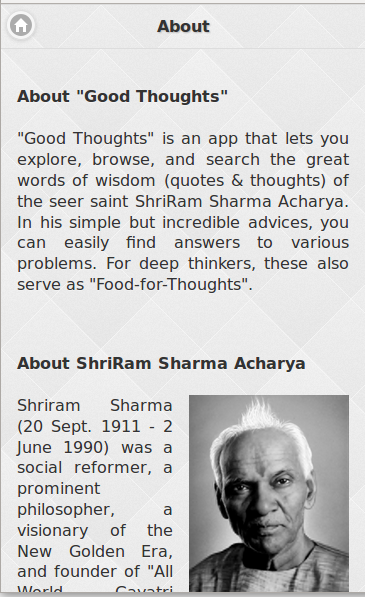 About
About "Good Thoughts"
"Good Thoughts" is an app that lets you
explore, browse, and search the great
words of wisdom (quotes & thoughts) of
the seer saint ShriRam Sharma Acharya.
In his simple but incredible advices, you
can easily find answers to various
problems. For deep thinkers, these also
serve as "Food-for-Thoughts".
About ShriRam Sharma Acharya
Shriram Sharma
(20 Sept. 1911 - 2
June 1990) was a
social reformer, a
prominent
philosopher, a
visionary of the
New Golden Era,
and founder of "All
World Gayatri